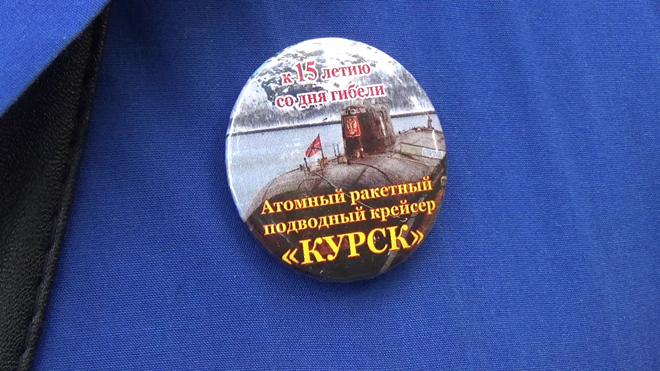 к 15 летию
со дня гибели
Атомный ракетный
подводный крейсер
«КУРСК»